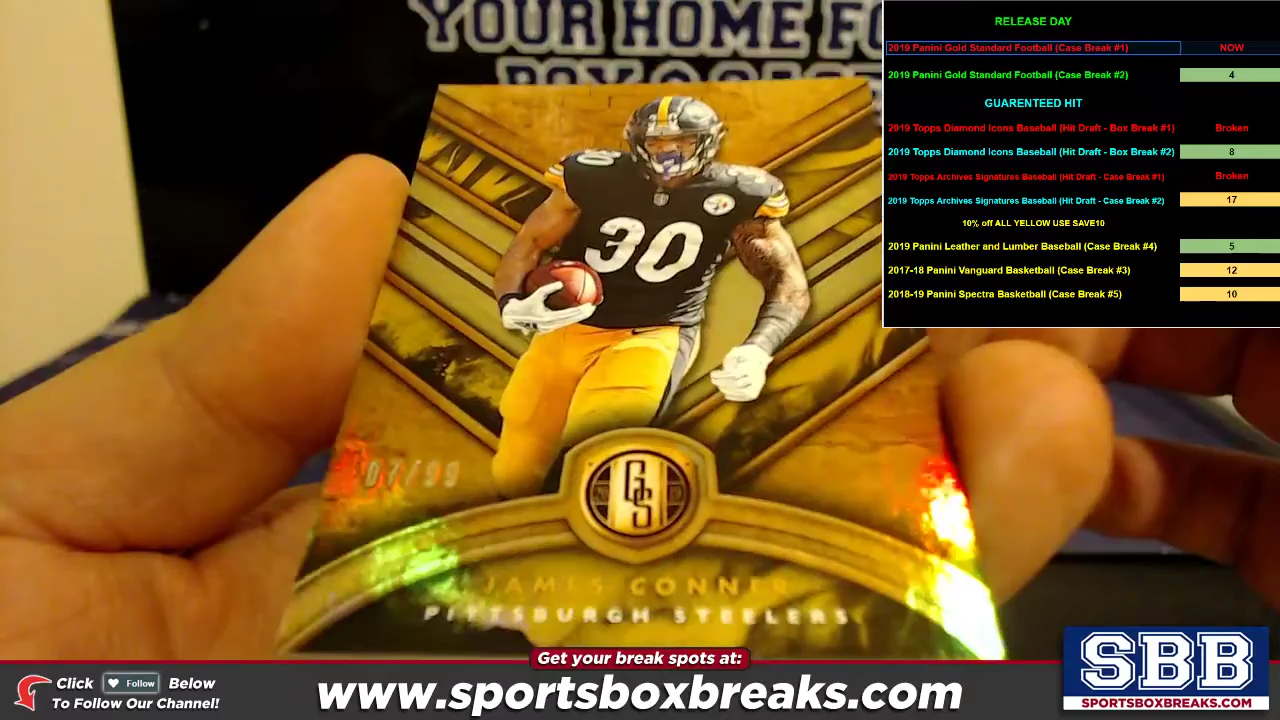 YOUR HOME FO
RELEASE DAY
2019 Panini Gold Standard Football (Case Break #1) NOW
2019 Panini Gold Standard Football (Case Break #2) 4
GUARENTEED HIT
2019 Topps Diamond Icons Baseball (Hit Draft - Box Break #1) Broken
2019 Topps Diamond Icons Baseball (Hit Draft - Box Break #2) 8
2019 Topps Archives Signatures Baseball (Hit Draft - Case Break #1) Broken
2019 Topps Archives Signatures Baseball (Hit Draft - Case Break #2) 17
10% off ALL YELLOW USE SAVE10
2019 Panini Leather and Lumber Baseball (Case Break #4) 5
2017-18 Panini Vanguard Basketball (Case Break #3) 12
2018-19 Panini Spectra Basketball (Case Break #5) 10
30
30
07/99
GS
JAMES CONNER
PITTSBURGH STEELERS
Get your break spots at:
Click Follow Below
To Follow Our Channel!
www.sportsboxbreaks.com
SBB
SPORTSBOXBREAKS.COM